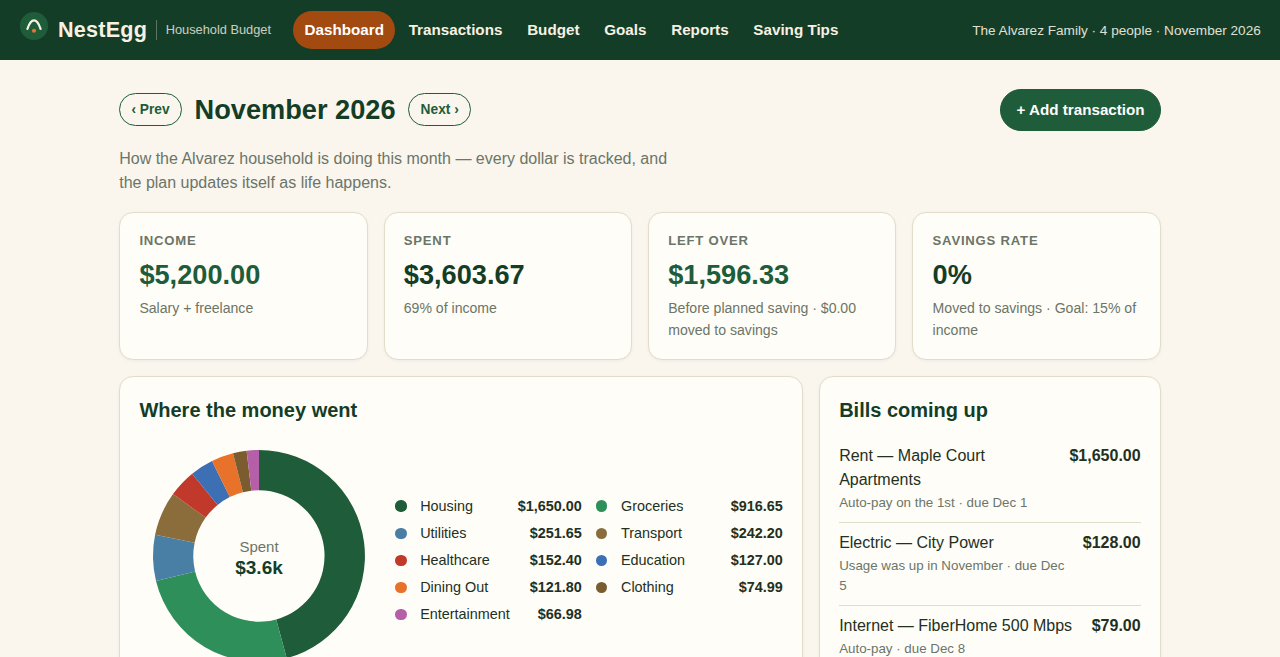 NestEgg Household Budget Dashboard Transactions Budget Goals Reports Saving Tips The Alvarez Family · 4 people · November 2026
‹ Prev November 2026 Next › + Add transaction
How the Alvarez household is doing this month — every dollar is tracked, and
the plan updates itself as life happens.
INCOME
$5,200.00
Salary + freelance
SPENT
$3,603.67
69% of income
LEFT OVER
$1,596.33
Before planned saving · $0.00
moved to savings
SAVINGS RATE
0%
Moved to savings · Goal: 15% of
income
Where the money went
Spent
$3.6k
Housing $1,650.00 Groceries $916.65
Utilities $251.65 Transport $242.20
Healthcare $152.40 Education $127.00
Dining Out $121.80 Clothing $74.99
Entertainment $66.98
Bills coming up
Rent — Maple Court $1,650.00
Apartments
Auto-pay on the 1st · due Dec 1
Electric — City Power $128.00
Usage was up in November · due Dec
5
Internet — FiberHome 500 Mbps $79.00
Auto-pay · due Dec 8